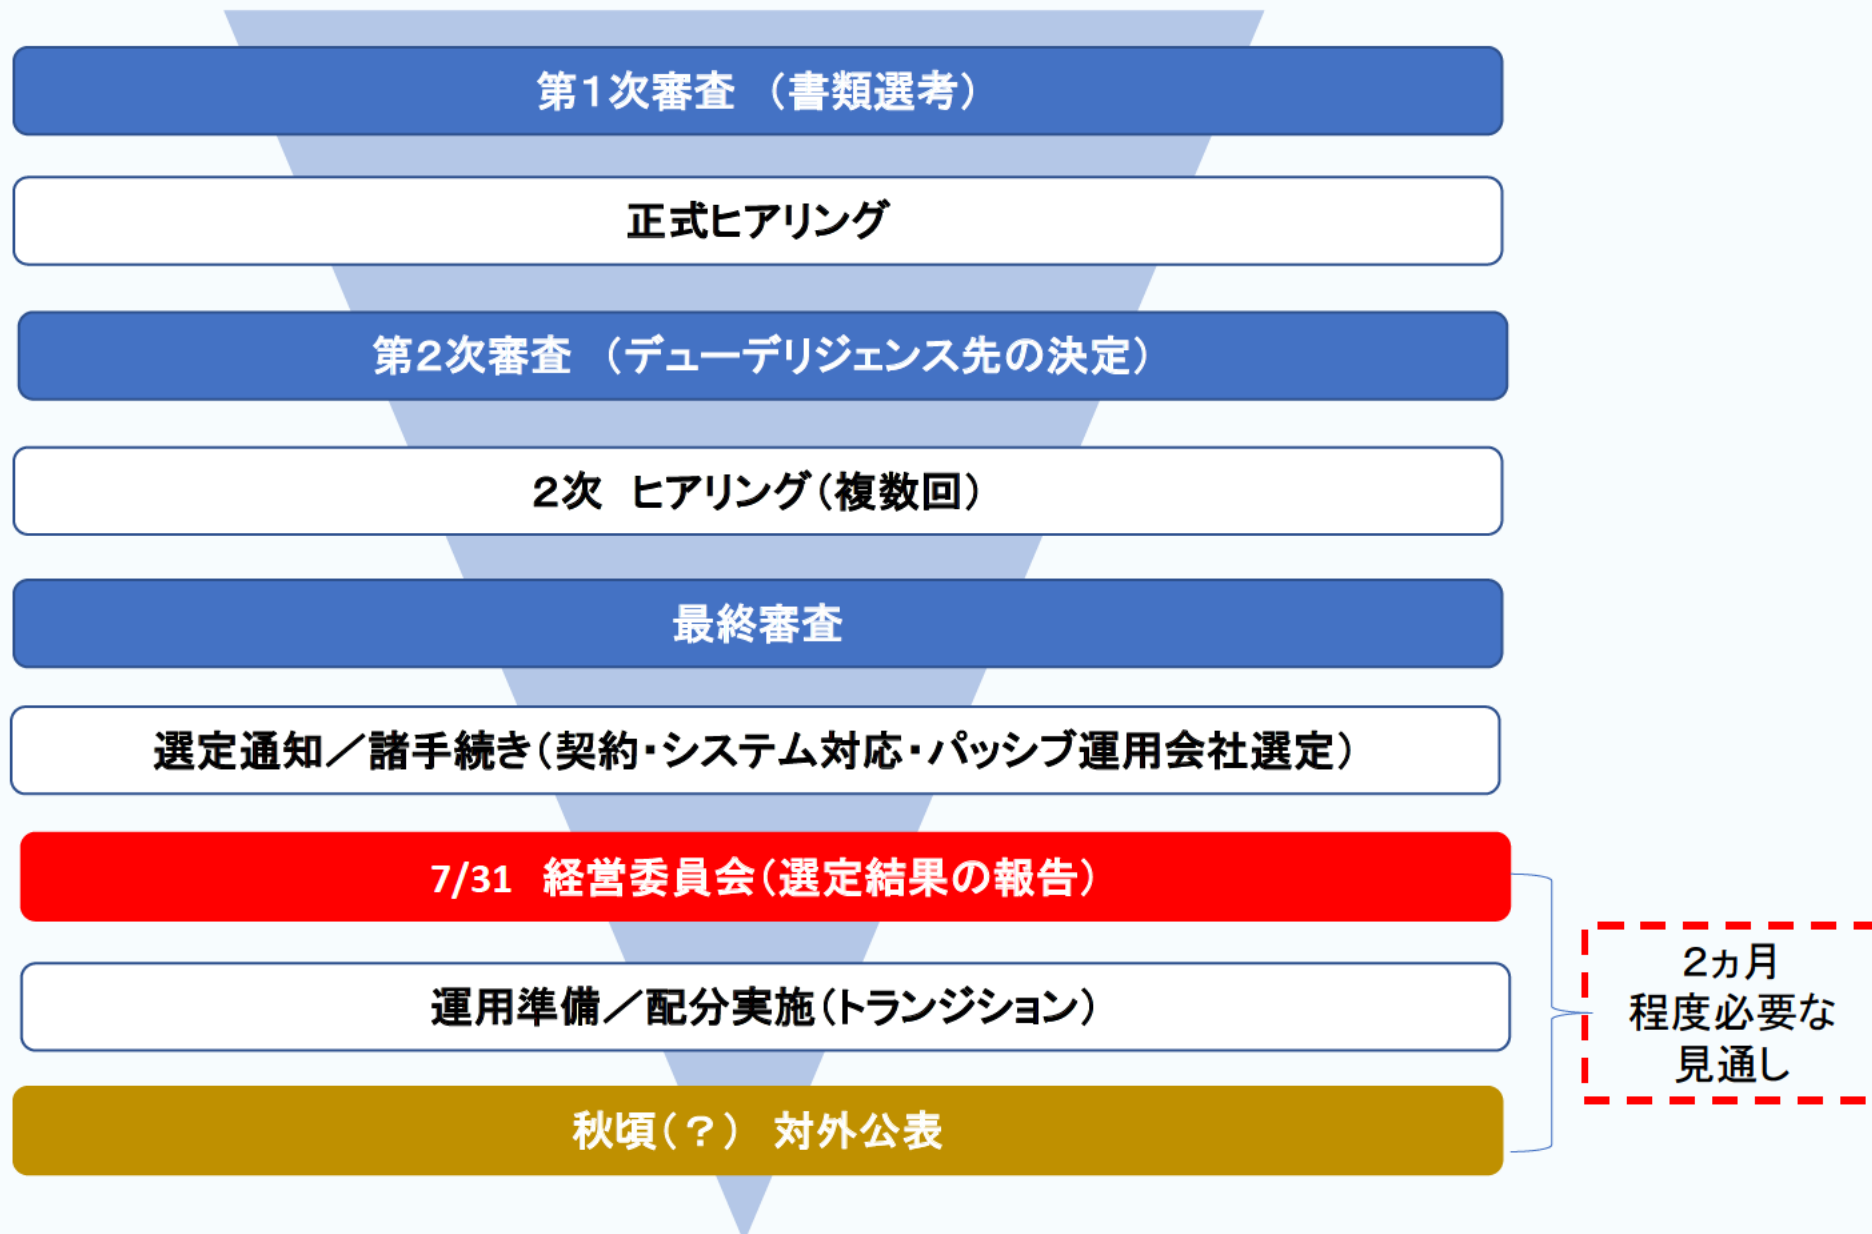 第1次審査　（書類選考）
正式ヒアリング
第2次審査　（デューデリジェンス先の決定）
2次　ヒアリング（複数回）
最終審査
選定通知／諸手続き（契約・システム対応・パッシブ運用会社選定）
7/31　経営委員会（選定結果の報告）
運用準備／配分実施（トランジション）
秋頃（？）　対外公表
2ヵ月
程度必要な
見通し